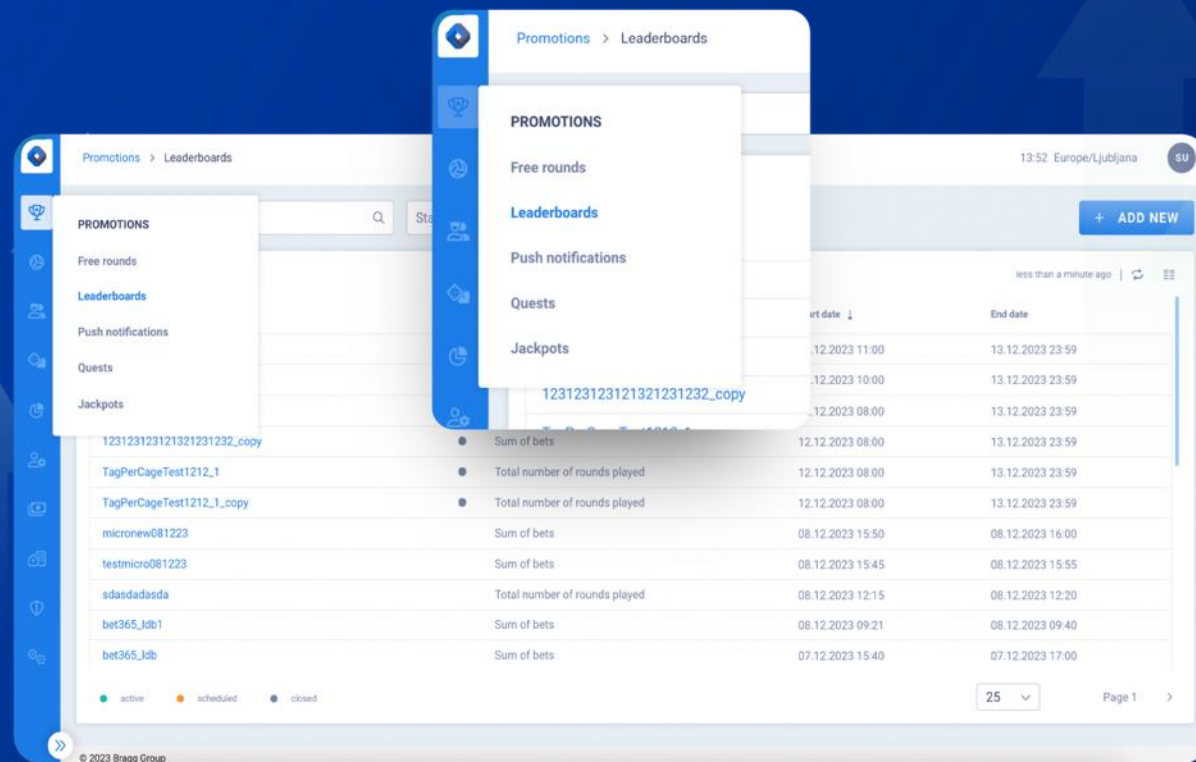 Promotions > Leaderboards
PROMOTIONS
Free rounds
Leaderboards
Push notifications
Quests
Jackpots
123123123121321231232_copy
Promotions > Leaderboards
13:52 Europe/Ljubljana
SU
PROMOTIONS
+ ADD NEW
Free rounds
less than a minute ago |
Leaderboards
End date
Push notifications
.12.2023 11:00 13.12.2023 23:59
Quests
.12.2023 10:00 13.12.2023 23:59
Jackpots
.12.2023 08:00 13.12.2023 23:59
123123123121321231232_copy Sum of bets 12.12.2023 08:00 13.12.2023 23:59
TagPerCageTest1212_1 Total number of rounds played 12.12.2023 08:00 13.12.2023 23:59
TagPerCageTest1212_1_copy Total number of rounds played 12.12.2023 08:00 13.12.2023 23:59
micronew081223 Sum of bets 08.12.2023 15:50 08.12.2023 16:00
testmicro081223 Sum of bets 08.12.2023 15:45 08.12.2023 15:55
sdasdadasda Total number of rounds played 08.12.2023 12:15 08.12.2023 12:20
bet365_ldb1 Sum of bets 08.12.2023 09:21 08.12.2023 09:40
bet365_ldb Sum of bets 07.12.2023 15:40 07.12.2023 17:00
active scheduled closed
25
Page 1 >
© 2023 Bragg Group